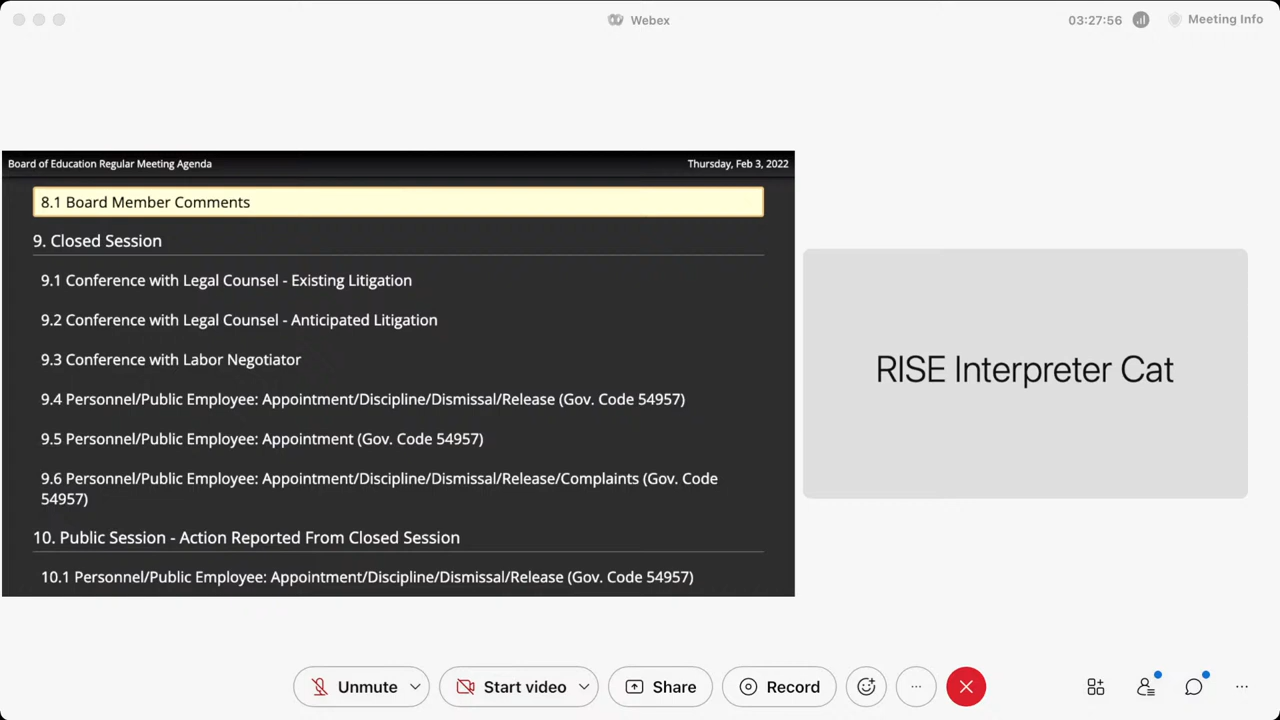 Webex
03:27:56
Meeting Info
Board of Education Regular Meeting Agenda
Thursday, Feb 3, 2022
8.1 Board Member Comments
9. Closed Session
9.1 Conference with Legal Counsel - Existing Litigation
9.2 Conference with Legal Counsel - Anticipated Litigation
9.3 Conference with Labor Negotiator
9.4 Personnel/Public Employee: Appointment/Discipline/Dismissal/Release (Gov. Code 54957)
9.5 Personnel/Public Employee: Appointment (Gov. Code 54957)
9.6 Personnel/Public Employee: Appointment/Discipline/Dismissal/Release/Complaints (Gov. Code
54957)
10. Public Session - Action Reported From Closed Session
10.1 Personnel/Public Employee: Appointment/Discipline/Dismissal/Release (Gov. Code 54957)
RISE Interpreter Cat
Unmute
Start video
Share
Record